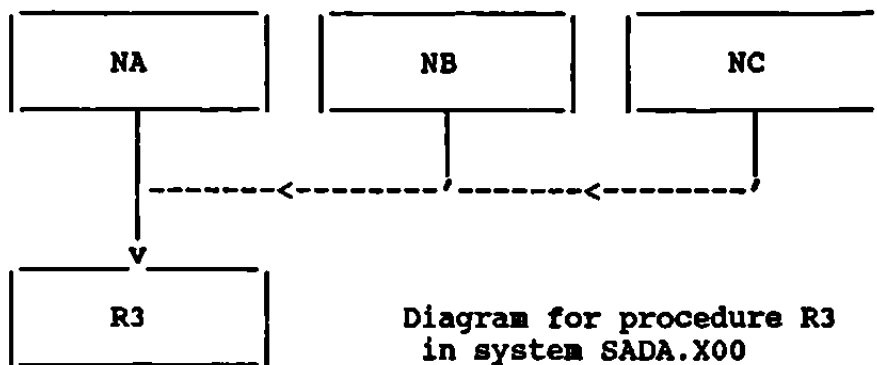 NA NB NC
R3
Diagram for procedure R3
in system SADA.X00